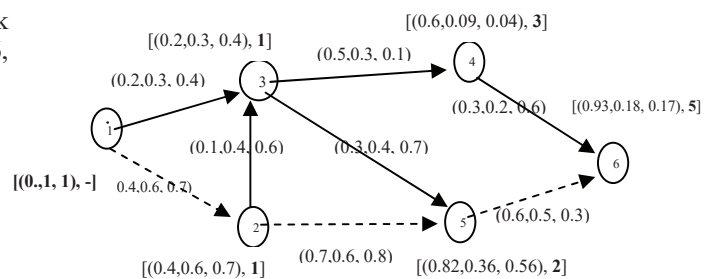 k
,
[(0.6,0.09, 0.04), 3]
[(0.2,0.3, 0.4), 1]
(0.5,0.3, 0.1)
4
(0.2,0.3, 0.4)
3
(0.3,0.2, 0.6)
[(0.93,0.18, 0.17), 5]
1
(0.1,0.4, 0.6)
(0.3,0.4, 0.7)
6
[(0.,1, 1), -]
0.4,0.6, 0.7)
2
5
(0.6,0.5, 0.3)
(0.7,0.6, 0.8)
[(0.4,0.6, 0.7), 1]
[(0.82,0.36, 0.56), 2]